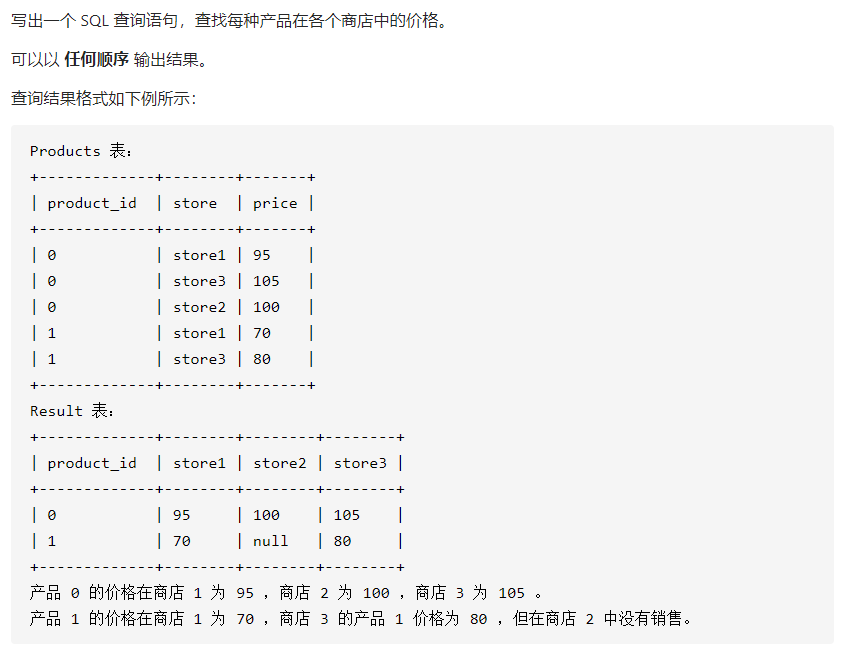 写出一个 SQL 查询语句，查找每种产品在各个商店中的价格。
可以以 任何顺序 输出结果。
查询结果格式如下例所示：
Products 表：
+-------------+--------+-------+
| product_id  | store  | price |
+-------------+--------+-------+
| 0           | store1 | 95    |
| 0           | store3 | 105   |
| 0           | store2 | 100   |
| 1           | store1 | 70    |
| 1           | store3 | 80    |
+-------------+--------+-------+
Result 表：
+-------------+--------+--------+--------+
| product_id  | store1 | store2 | store3 |
+-------------+--------+--------+--------+
| 0           | 95     | 100    | 105    |
| 1           | 70     | null   | 80     |
+-------------+--------+--------+--------+
产品 0 的价格在商店 1 为 95 ，商店 2 为 100 ，商店 3 为 105 。
产品 1 的价格在商店 1 为 70 ，商店 3 的产品 1 价格为 80 ，但在商店 2 中没有销售。